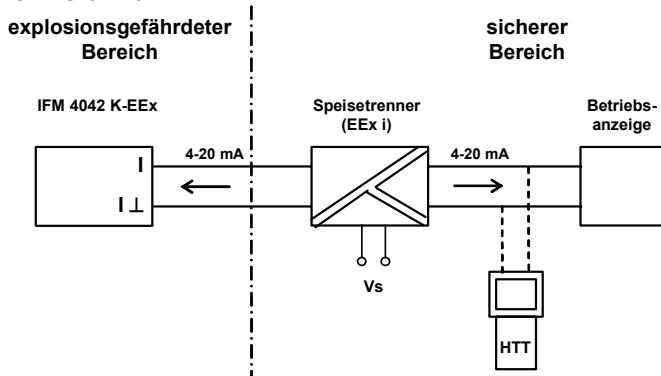 explosionsgefährdeter
Bereich
sicherer
Bereich
IFM 4042 K-EEx
Speisetrenner
(EEx i)
Betriebs-
anzeige
I
4-20 mA
4-20 mA
I ⊥
Vs
HTT